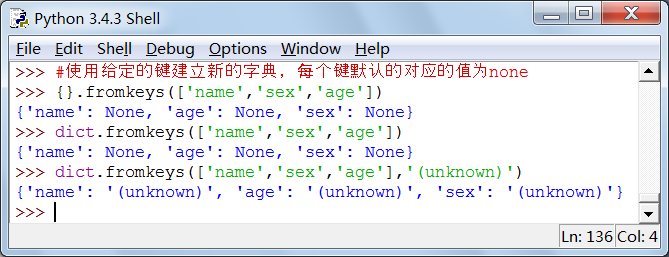 Python 3.4.3 Shell
File Edit Shell Debug Options Window Help
>>> #使用给定的键建立新的字典，每个键默认的对应的值为none
>>> {}.fromkeys(['name','sex','age'])
{'name': None, 'age': None, 'sex': None}
>>> dict.fromkeys(['name','sex','age'])
{'name': None, 'age': None, 'sex': None}
>>> dict.fromkeys(['name','sex','age'],'(unknown)')
{'name': '(unknown)', 'age': '(unknown)', 'sex': '(unknown)'}
>>>
Ln: 136 Col: 4